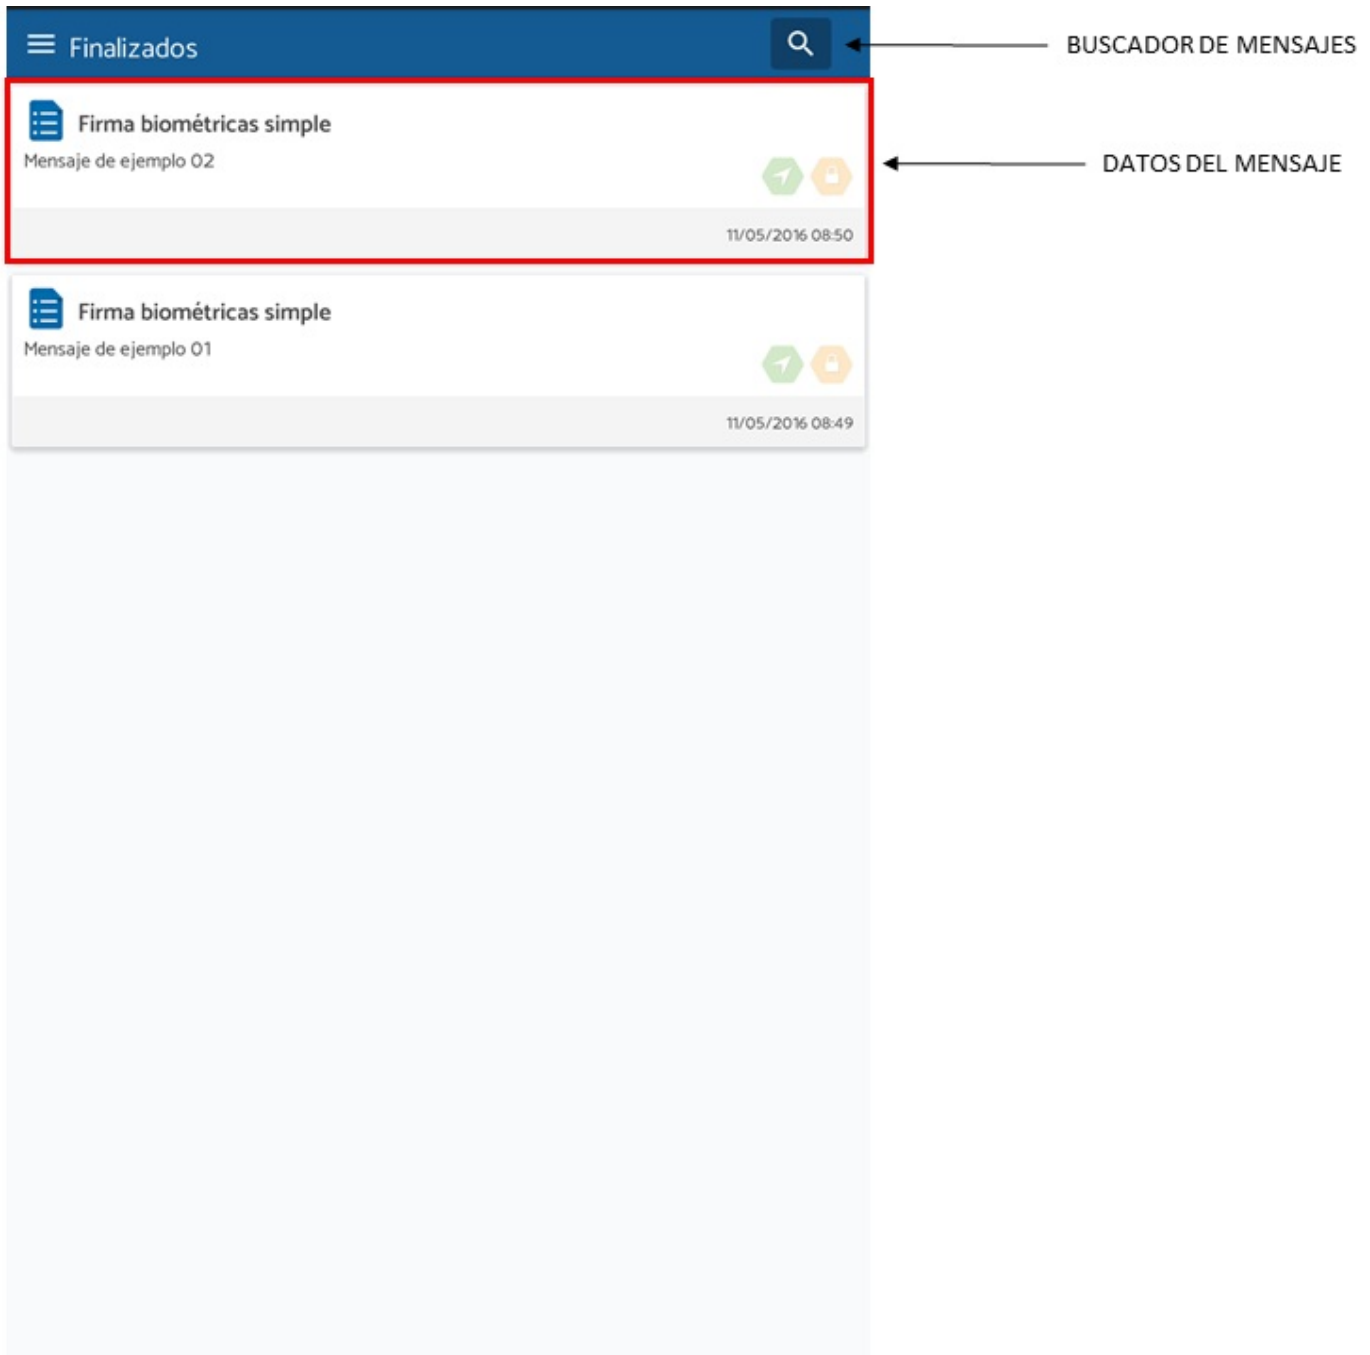 Finalizados
BUSCADOR DE MENSAJES
Firma biométricas simple
Mensaje de ejemplo 02
DATOS DEL MENSAJE
11/05/2016 08:50
Firma biométricas simple
Mensaje de ejemplo 01
11/05/2016 08:49